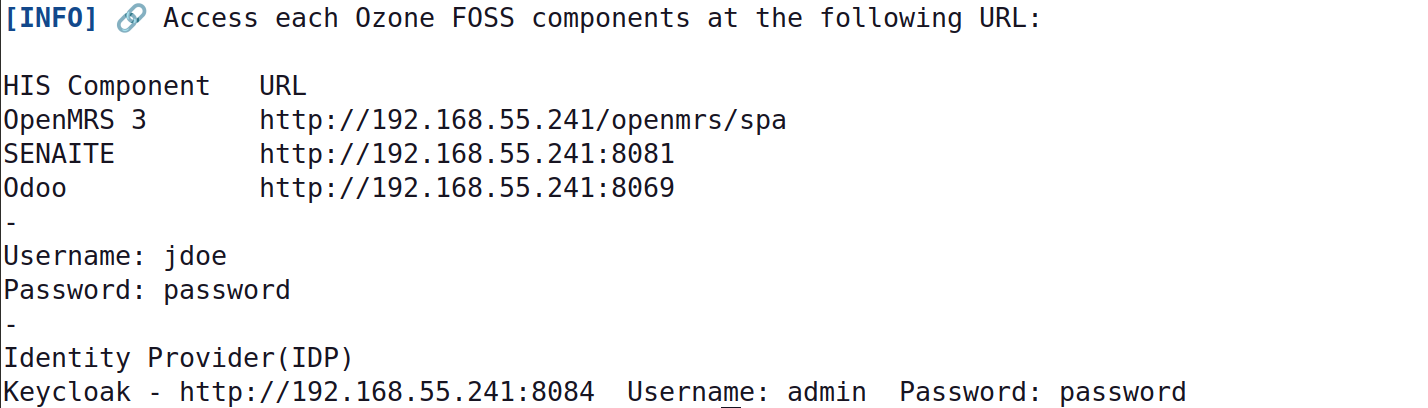 [INFO] 🔗 Access each Ozone FOSS components at the following URL:
HIS Component   URL
OpenMRS 3       http://192.168.55.241/openmrs/spa
SENAITE         http://192.168.55.241:8081
Odoo            http://192.168.55.241:8069
-
Username: jdoe
Password: password
-
Identity Provider(IDP)
Keycloak - http://192.168.55.241:8084  Username: admin  Password: password